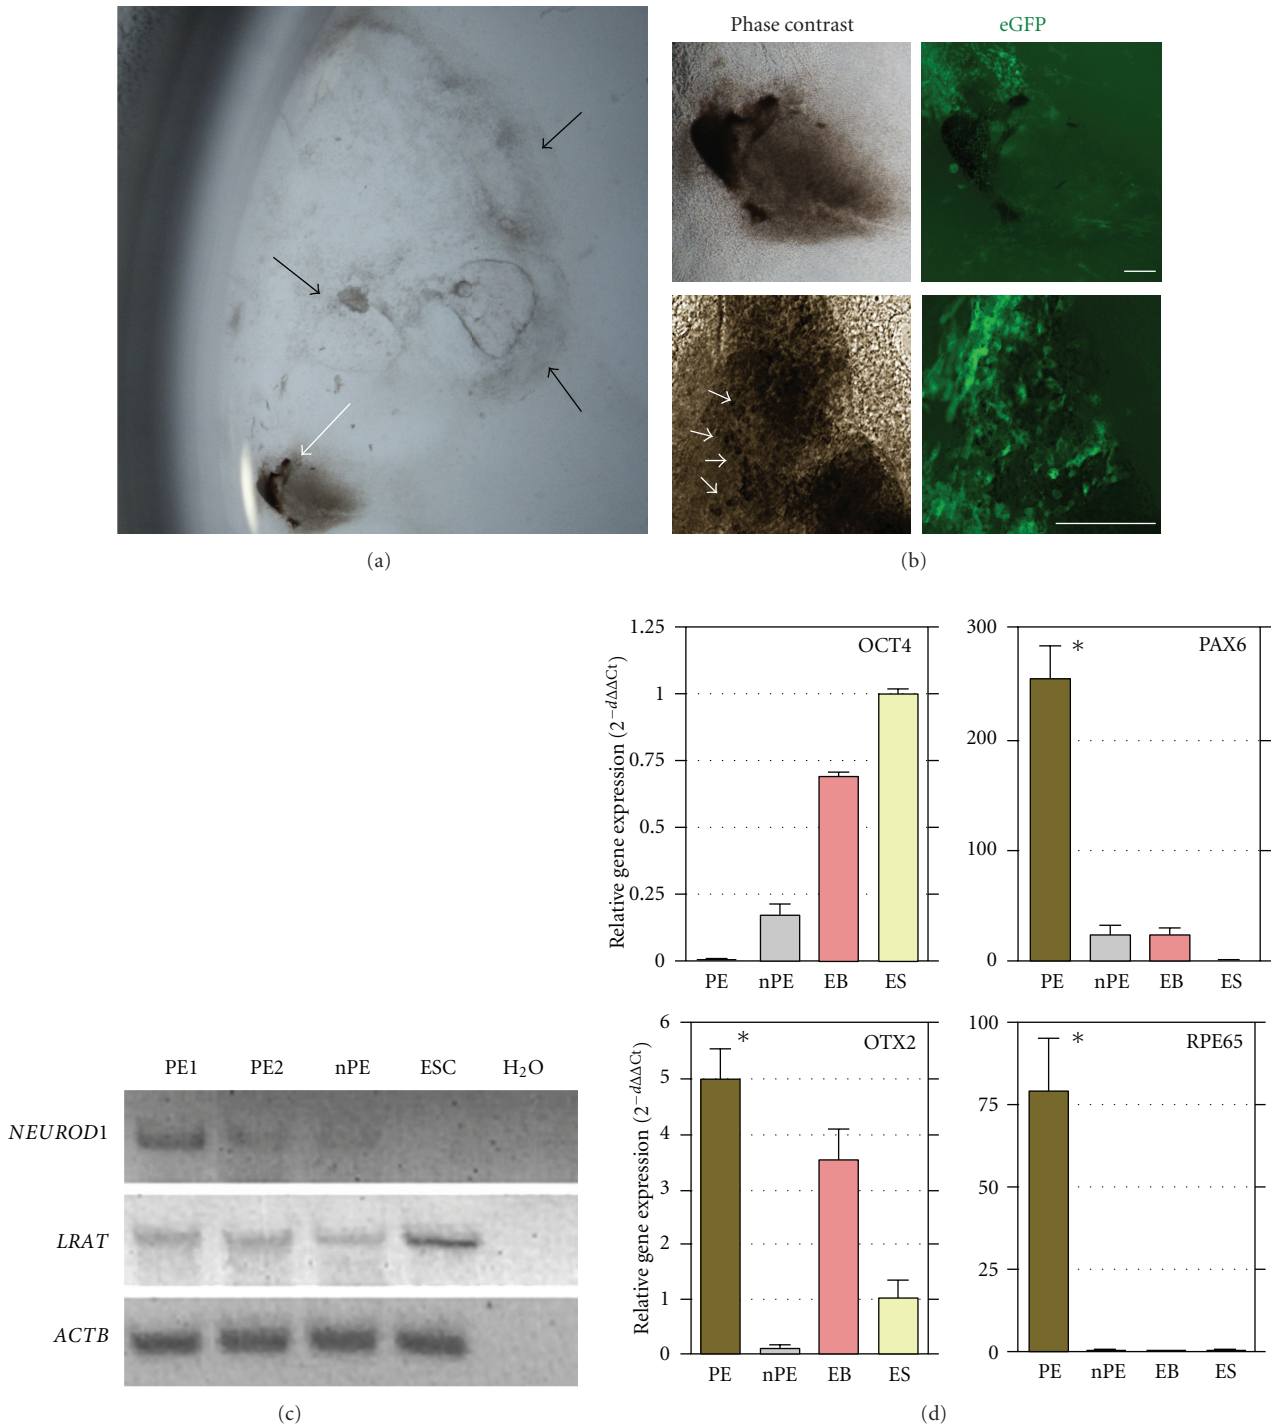 Phase contrast
eGFP
(a)
(b)
PE1 PE2 nPE ESC H₂O
NEUROD1
LRAT
ACTB
(c)
Relative gene expression (2^−dΔΔCt)
1.25
1
0.75
0.5
0.25
0
OCT4
PE nPE EB ES
300
200
100
0
*
PAX6
PE nPE EB ES
Relative gene expression (2^−dΔΔCt)
6
5
4
3
2
1
0
*
OTX2
PE nPE EB ES
100
75
50
25
0
*
RPE65
PE nPE EB ES
(d)